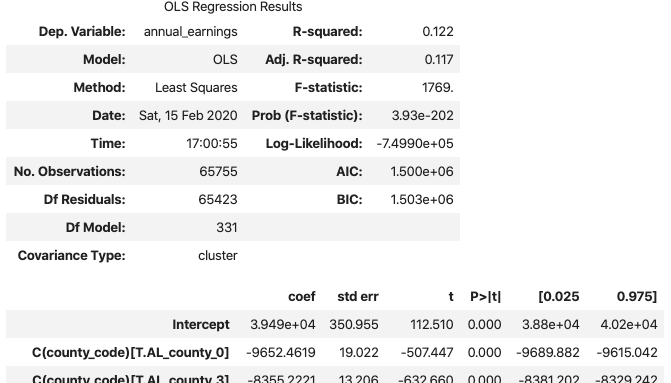 OLS Regression Results
Dep. Variable: annual_earnings R-squared: 0.122
Model: OLS Adj. R-squared: 0.117
Method: Least Squares F-statistic: 1769.
Date: Sat, 15 Feb 2020 Prob (F-statistic): 3.93e-202
Time: 17:00:55 Log-Likelihood: -7.4990e+05
No. Observations: 65755 AIC: 1.500e+06
Df Residuals: 65423 BIC: 1.503e+06
Df Model: 331
Covariance Type: cluster
coef std err t P>|t| [0.025 0.975]
Intercept 3.949e+04 350.955 112.510 0.000 3.88e+04 4.02e+04
C(county_code)[T.AL_county_0] -9652.4619 19.022 -507.447 0.000 -9689.882 -9615.042
C(county_code)[T.AL_county_3] -8355.2221 13.206 -632.660 0.000 -8381.202 -8329.242